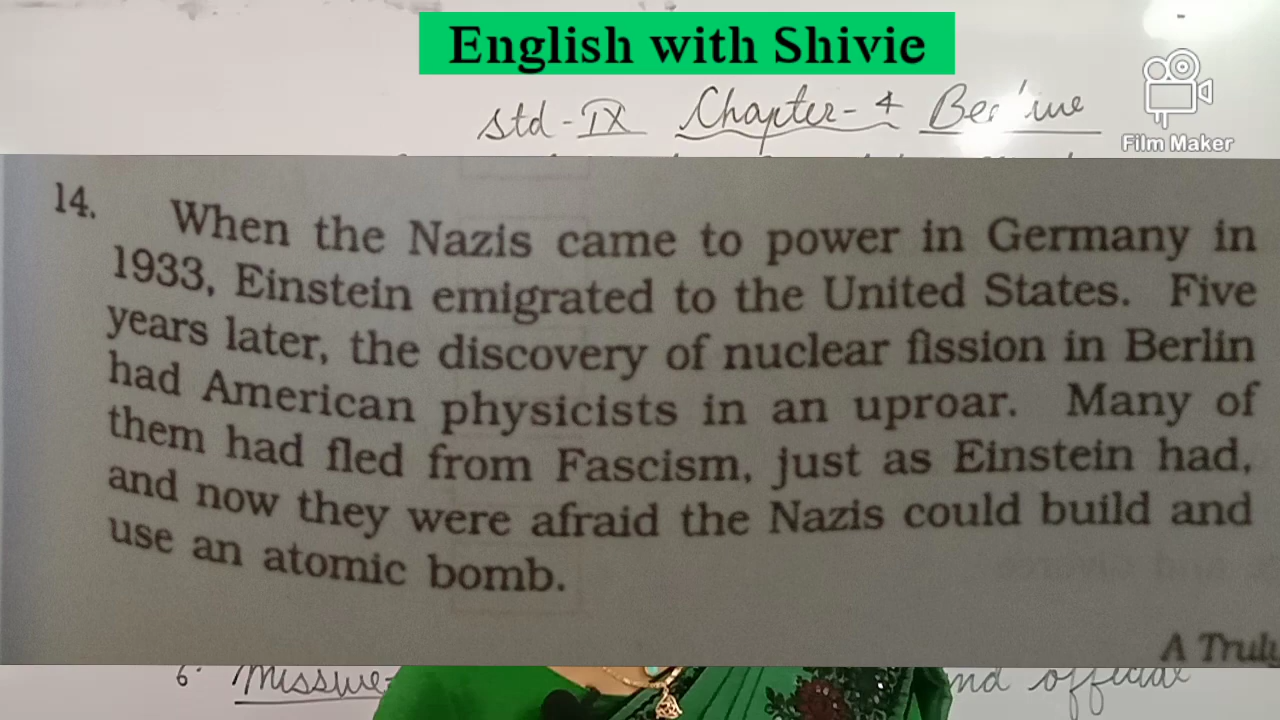 English with Shivie
std - IX Chapter - 4
Film Maker
14.
When the Nazis came to power in Germany in
1933, Einstein emigrated to the United States. Five
years later, the discovery of nuclear fission in Berlin
had American physicists in an uproar. Many of
them had fled from Fascism, just as Einstein had,
and now they were afraid the Nazis could build and
use an atomic bomb.
A Truly
6. Missive
official